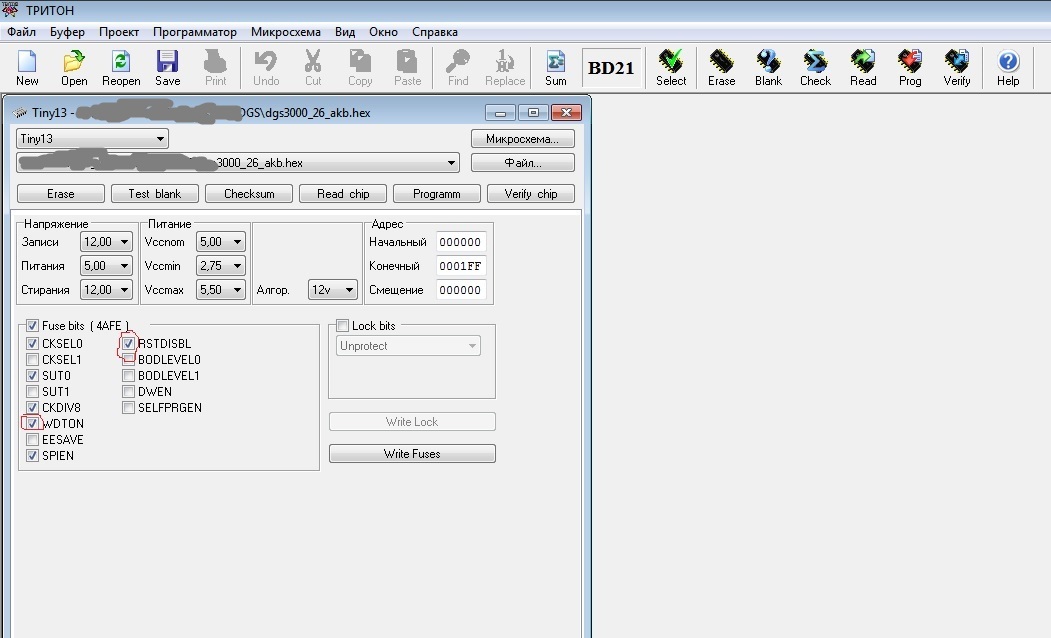 ТРИТОН
Файл Буфер Проект Программатор Микросхема Вид Окно Справка
New Open Reopen Save Print Undo Cut Copy Paste Find Replace Sum BD21 Select Erase Blank Check Read Prog Verify Help
Tiny13 - DGS\dgs3000_26_akb.hex
Tiny13 Микросхема...
3000_26_akb.hex Файл...
Erase Test blank Checksum Read chip Programm Verify chip
Напряжение Питание Адрес
Записи 12,00 Vccnom 5,00 Начальный 000000
Питания 5,00 Vccmin 2,75 Конечный 0001FF
Стирания 12,00 Vccmax 5,50 Алгор. 12v Смещение 000000
Fuse bits (4AFE) Lock bits
CKSEL0 RSTDISBL Unprotect
CKSEL1 BODLEVEL0
SUT0 BODLEVEL1
SUT1 DWEN
CKDIV8 SELFPRGEN
WDTON Write Lock
EESAVE
SPIEN Write Fuses